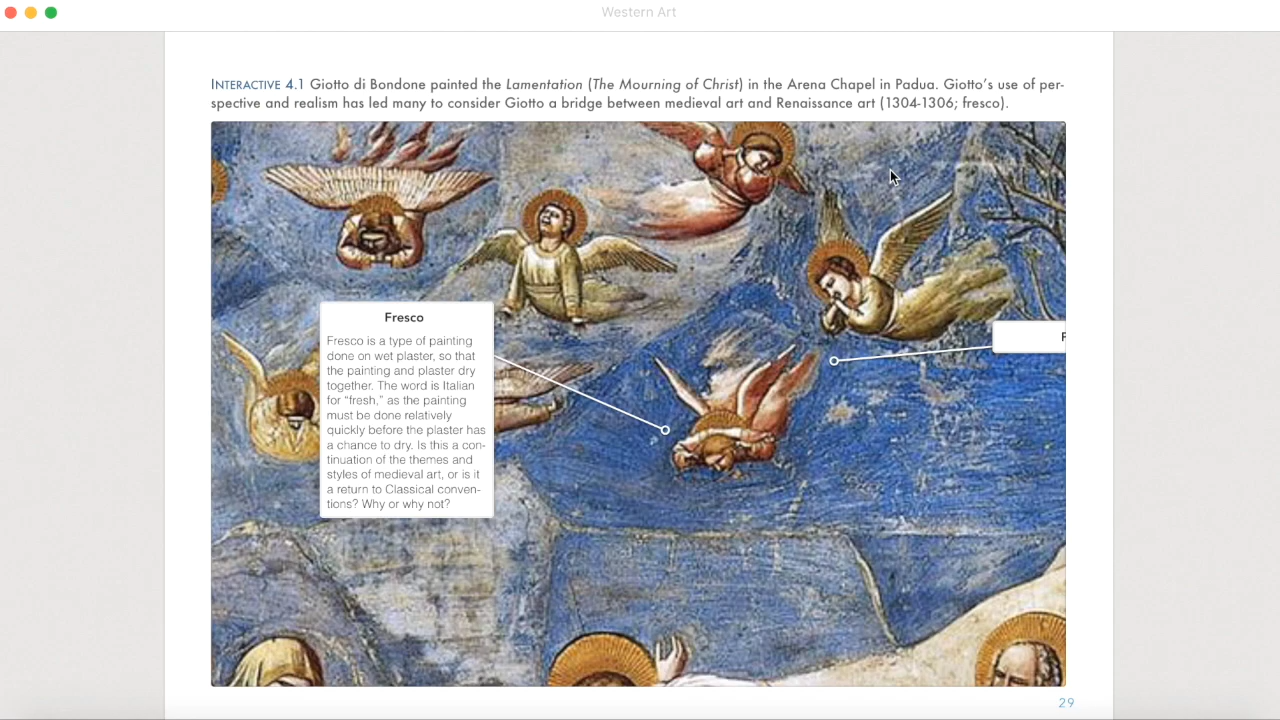 Western Art
INTERACTIVE 4.1 Giotto di Bondone painted the Lamentation (The Mourning of Christ) in the Arena Chapel in Padua. Giotto's use of per-
spective and realism has led many to consider Giotto a bridge between medieval art and Renaissance art (1304-1306; fresco).
Fresco
Fresco is a type of painting
done on wet plaster, so that
the painting and plaster dry
together. The word is Italian
for “fresh,” as the painting
must be done relatively
quickly before the plaster has
a chance to dry. Is this a con-
tinuation of the themes and
styles of medieval art, or is it
a return to Classical conven-
tions? Why or why not?
29